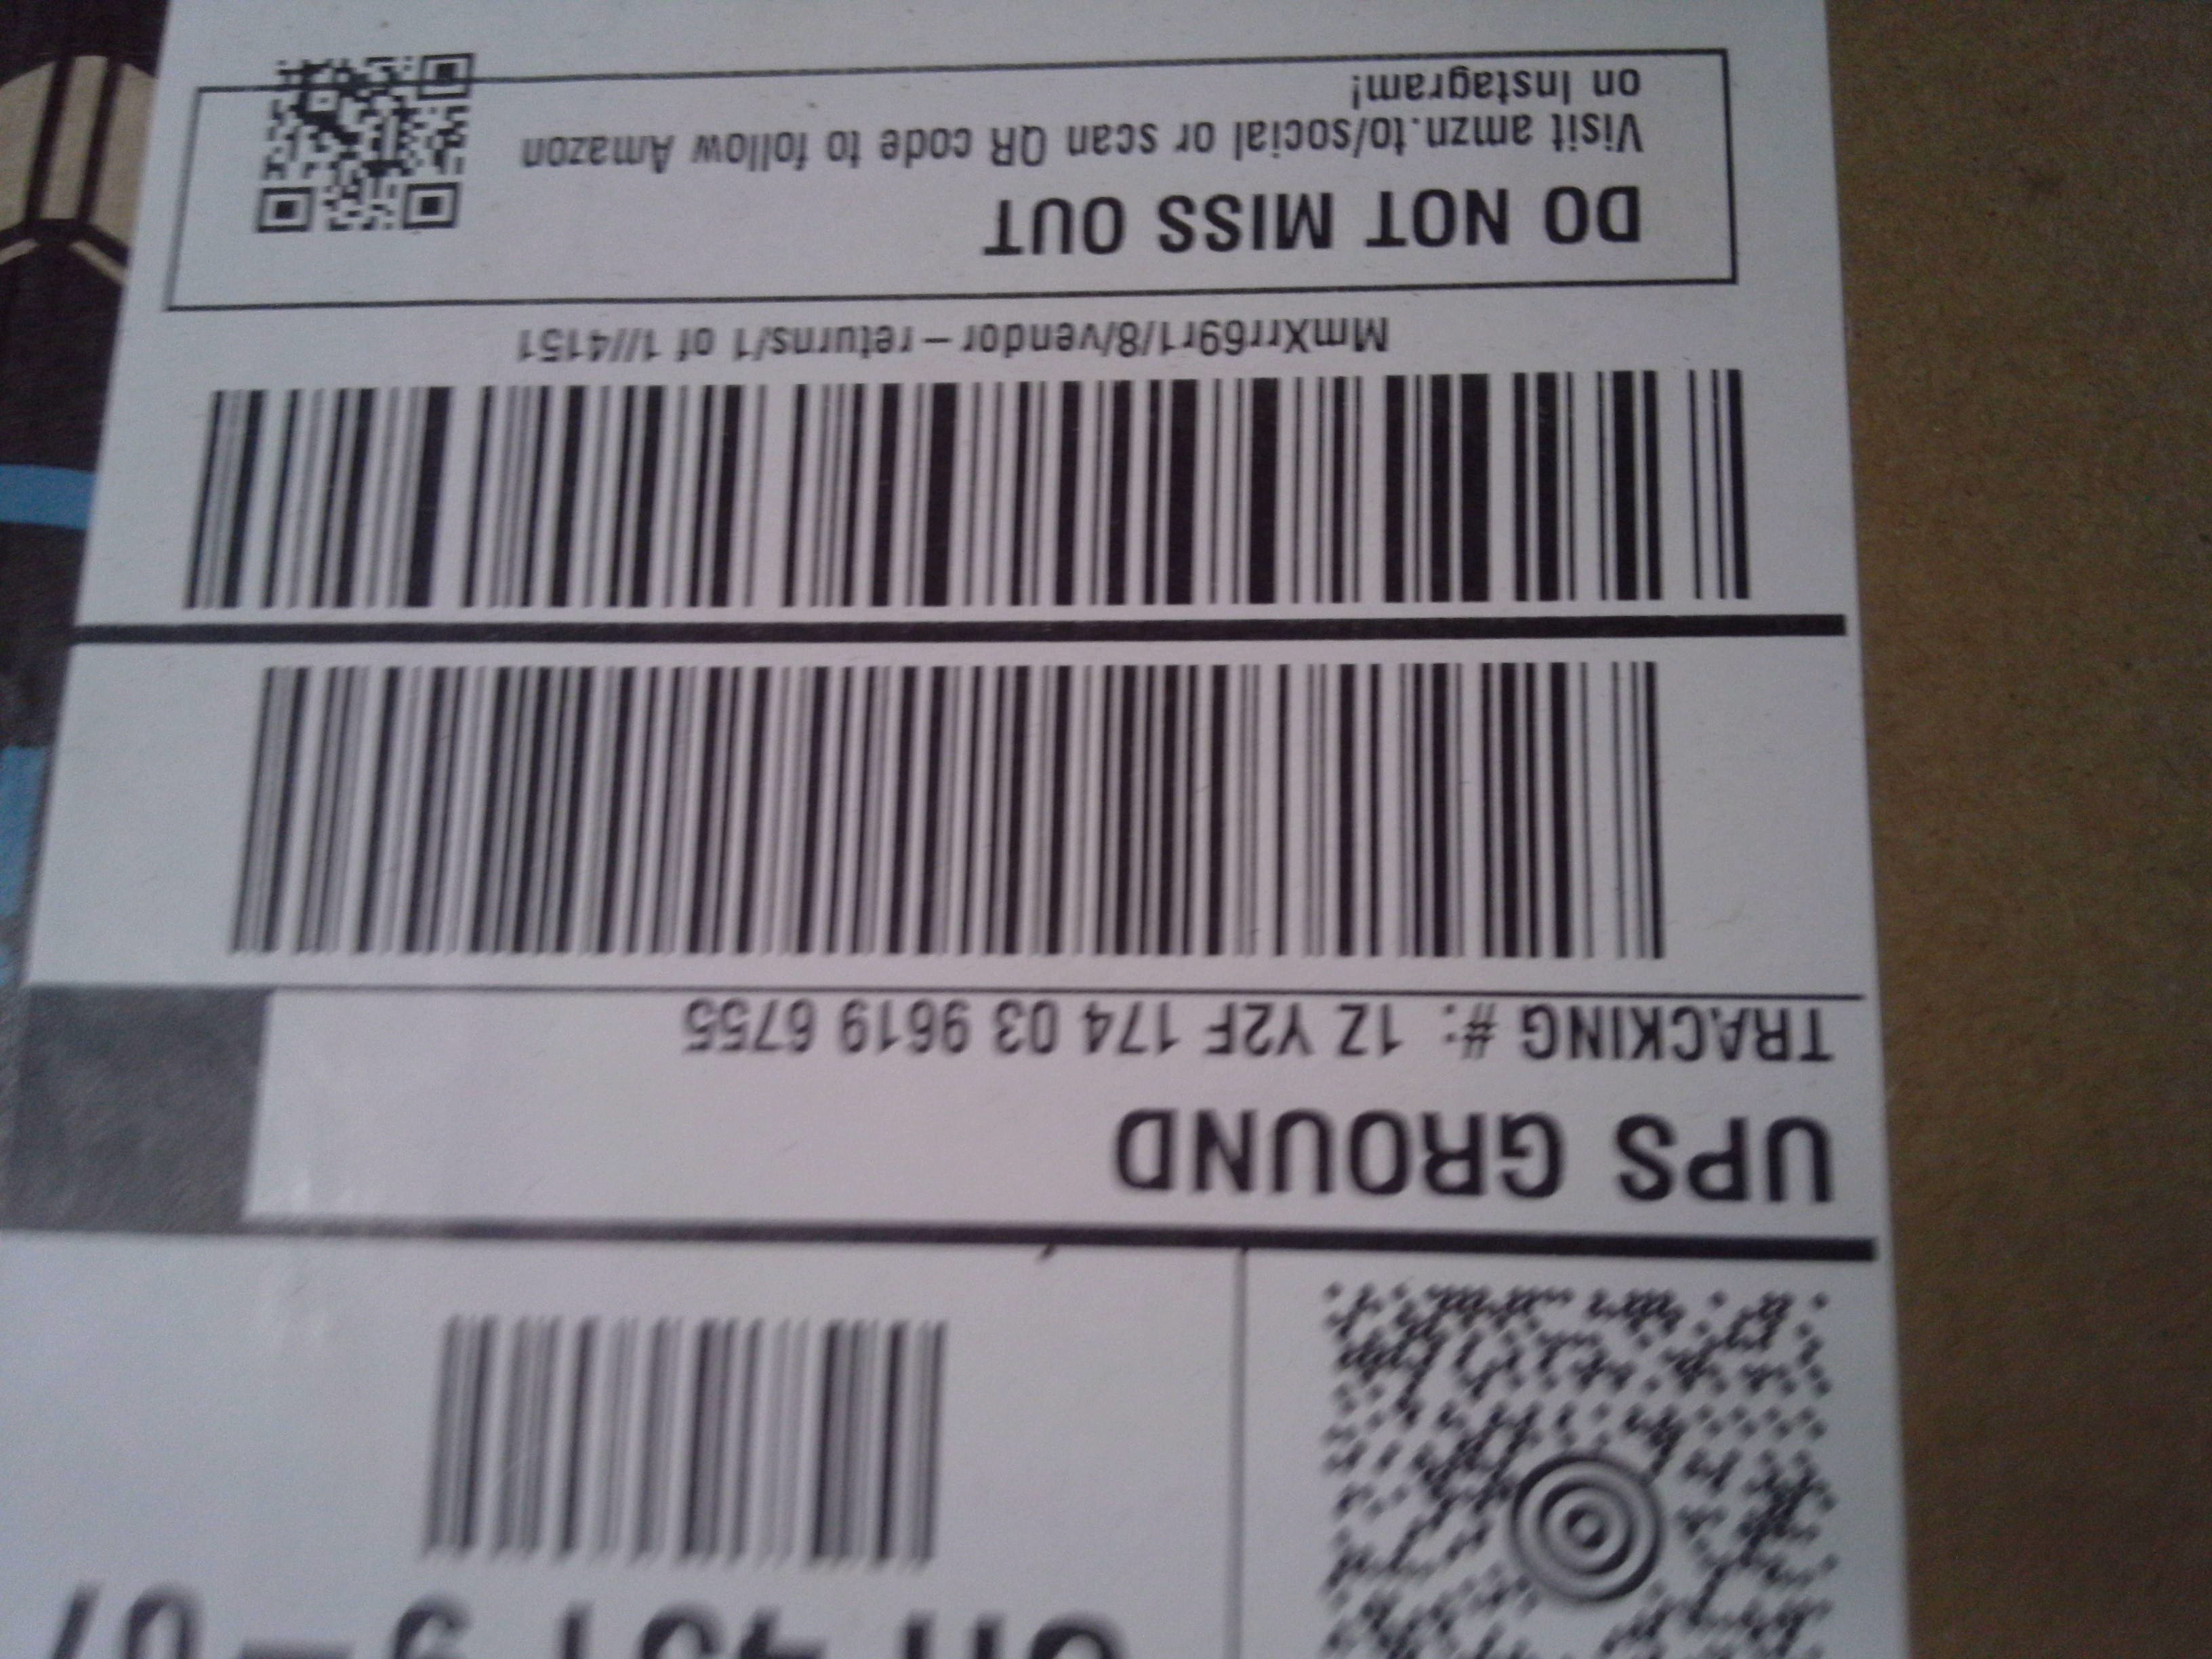 UPS GROUND
TRACKING #: 1Z Y2F 174 03 9619 6755
MmXrr69r1/8/vendor-returns/1 of 1//4151
DO NOT MISS OUT
Visit amzn.to/social or scan QR code to follow Amazon
on Instagram!